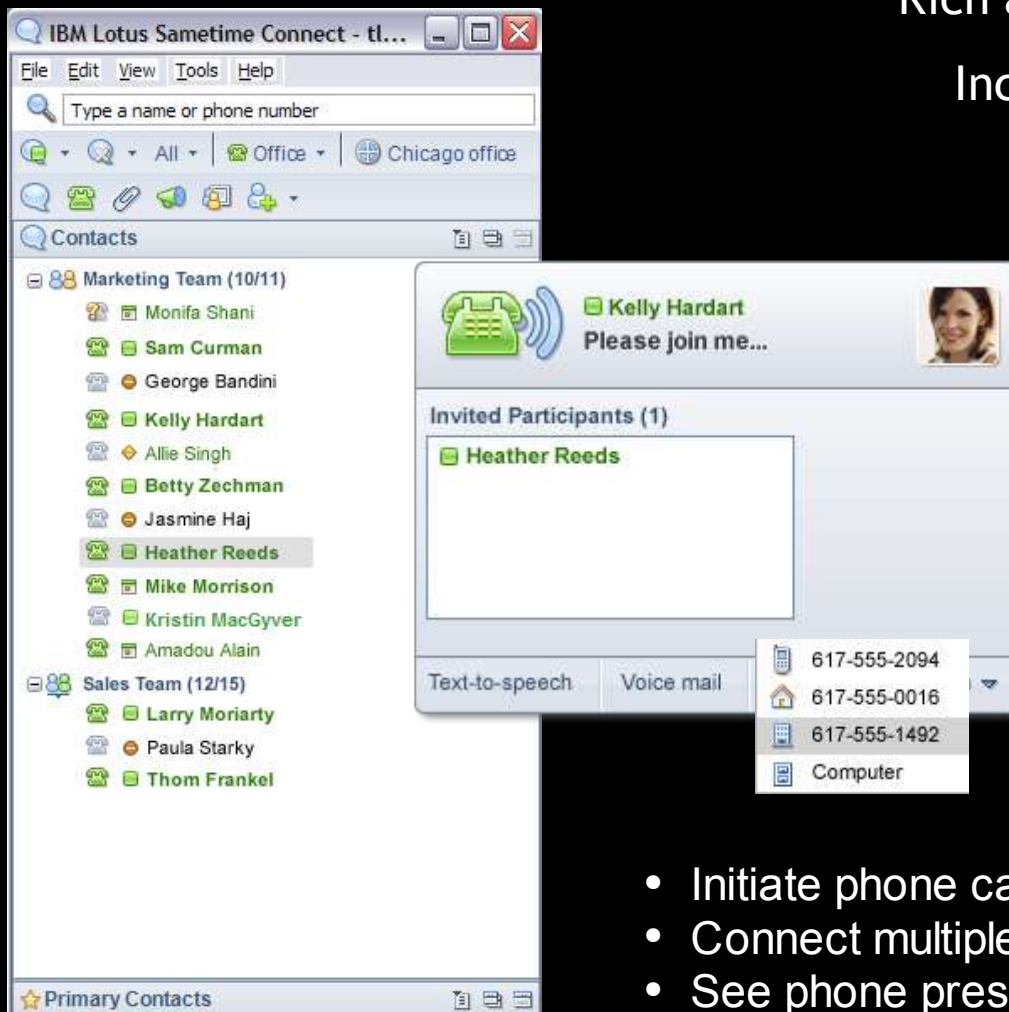 Rich a
Inc
IBM Lotus Sametime Connect - tl...
File Edit View Tools Help
Type a name or phone number
All Office Chicago office
Contacts
Marketing Team (10/11)
Monifa Shani
Sam Curman
George Bandini
Kelly Hardart
Allie Singh
Betty Zechman
Jasmine Haj
Heather Reeds
Mike Morrison
Kristin MacGyver
Amadou Alain
Sales Team (12/15)
Larry Moriarty
Paula Starky
Thom Frankel
Primary Contacts
Kelly Hardart
Please join me...
Invited Participants (1)
Heather Reeds
Text-to-speech Voice mail
617-555-2094
617-555-0016
617-555-1492
Computer
• Initiate phone ca
• Connect multiple
• See phone pres